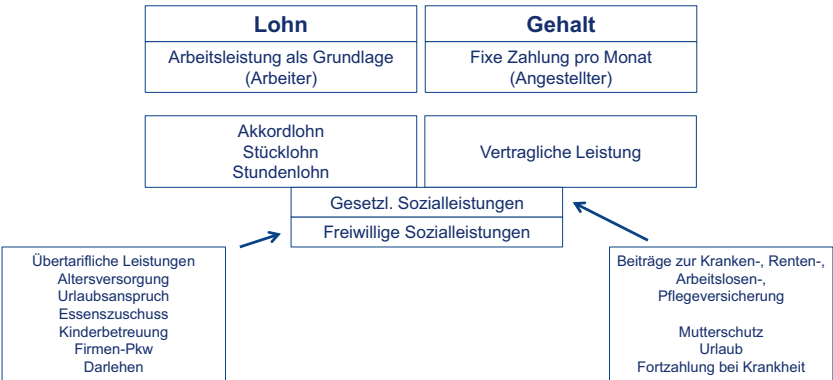 Lohn
Gehalt
Arbeitsleistung als Grundlage
(Arbeiter)
Fixe Zahlung pro Monat
(Angestellter)
Akkordlohn
Stücklohn
Stundenlohn
Vertragliche Leistung
Gesetzl. Sozialleistungen
Freiwillige Sozialleistungen
Übertarifliche Leistungen
Altersversorgung
Urlaubsanspruch
Essenszuschuss
Kinderbetreuung
Firmen-Pkw
Darlehen
Beiträge zur Kranken-, Renten-,
Arbeitslosen-,
Pflegeversicherung
Mutterschutz
Urlaub
Fortzahlung bei Krankheit